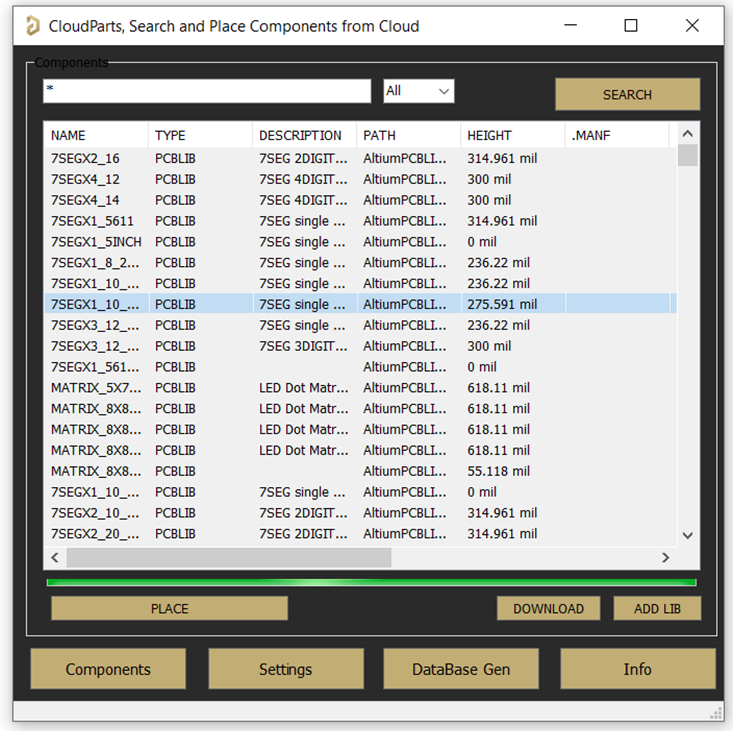 CloudParts, Search and Place Components from Cloud
Components
*
All
SEARCH
NAME TYPE DESCRIPTION PATH HEIGHT .MANF
7SEGX2_16 PCBLIB 7SEG 2DIGIT... AltiumPCBLI... 314.961 mil
7SEGX4_12 PCBLIB 7SEG 4DIGIT... AltiumPCBLI... 300 mil
7SEGX4_14 PCBLIB 7SEG 4DIGIT... AltiumPCBLI... 300 mil
7SEGX1_5611 PCBLIB 7SEG single ... AltiumPCBLI... 314.961 mil
7SEGX1_5INCH PCBLIB 7SEG single ... AltiumPCBLI... 0 mil
7SEGX1_8_2... PCBLIB 7SEG single ... AltiumPCBLI... 236.22 mil
7SEGX1_10_... PCBLIB 7SEG single ... AltiumPCBLI... 236.22 mil
7SEGX1_10_... PCBLIB 7SEG single ... AltiumPCBLI... 275.591 mil
7SEGX3_12_... PCBLIB 7SEG single ... AltiumPCBLI... 236.22 mil
7SEGX3_12_... PCBLIB 7SEG 3DIGIT... AltiumPCBLI... 300 mil
7SEGX1_561... PCBLIB AltiumPCBLI... 0 mil
MATRIX_5X7... PCBLIB LED Dot Matr... AltiumPCBLI... 618.11 mil
MATRIX_8X8... PCBLIB LED Dot Matr... AltiumPCBLI... 618.11 mil
MATRIX_8X8... PCBLIB LED Dot Matr... AltiumPCBLI... 618.11 mil
MATRIX_8X8... PCBLIB LED Dot Matr... AltiumPCBLI... 618.11 mil
MATRIX_8X8... PCBLIB AltiumPCBLI... 55.118 mil
7SEGX1_10_... PCBLIB 7SEG single ... AltiumPCBLI... 0 mil
7SEGX2_10_... PCBLIB 7SEG 2DIGIT... AltiumPCBLI... 314.961 mil
7SEGX2_20_... PCBLIB 7SEG 2DIGIT... AltiumPCBLI... 314.961 mil
PLACE DOWNLOAD ADD LIB
Components Settings DataBase Gen Info